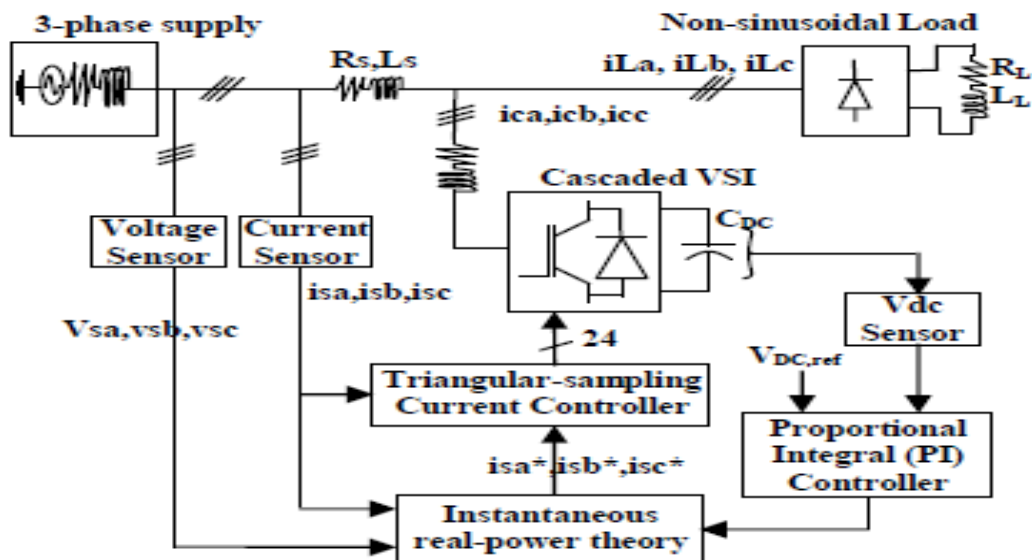 3-phase supply
Non-sinusoidal Load
Rs,Ls
iLa, iLb, iLc
RL
LL
ica,icb,icc
Cascaded VSI
CDC
Voltage
Sensor
Current
Sensor
isa,isb,isc
Vsa,vsb,vsc
24
Vdc
Sensor
VDC,ref
Triangular-sampling
Current Controller
Proportional
Integral (PI)
Controller
isa*,isb*,isc*
Instantaneous
real-power theory